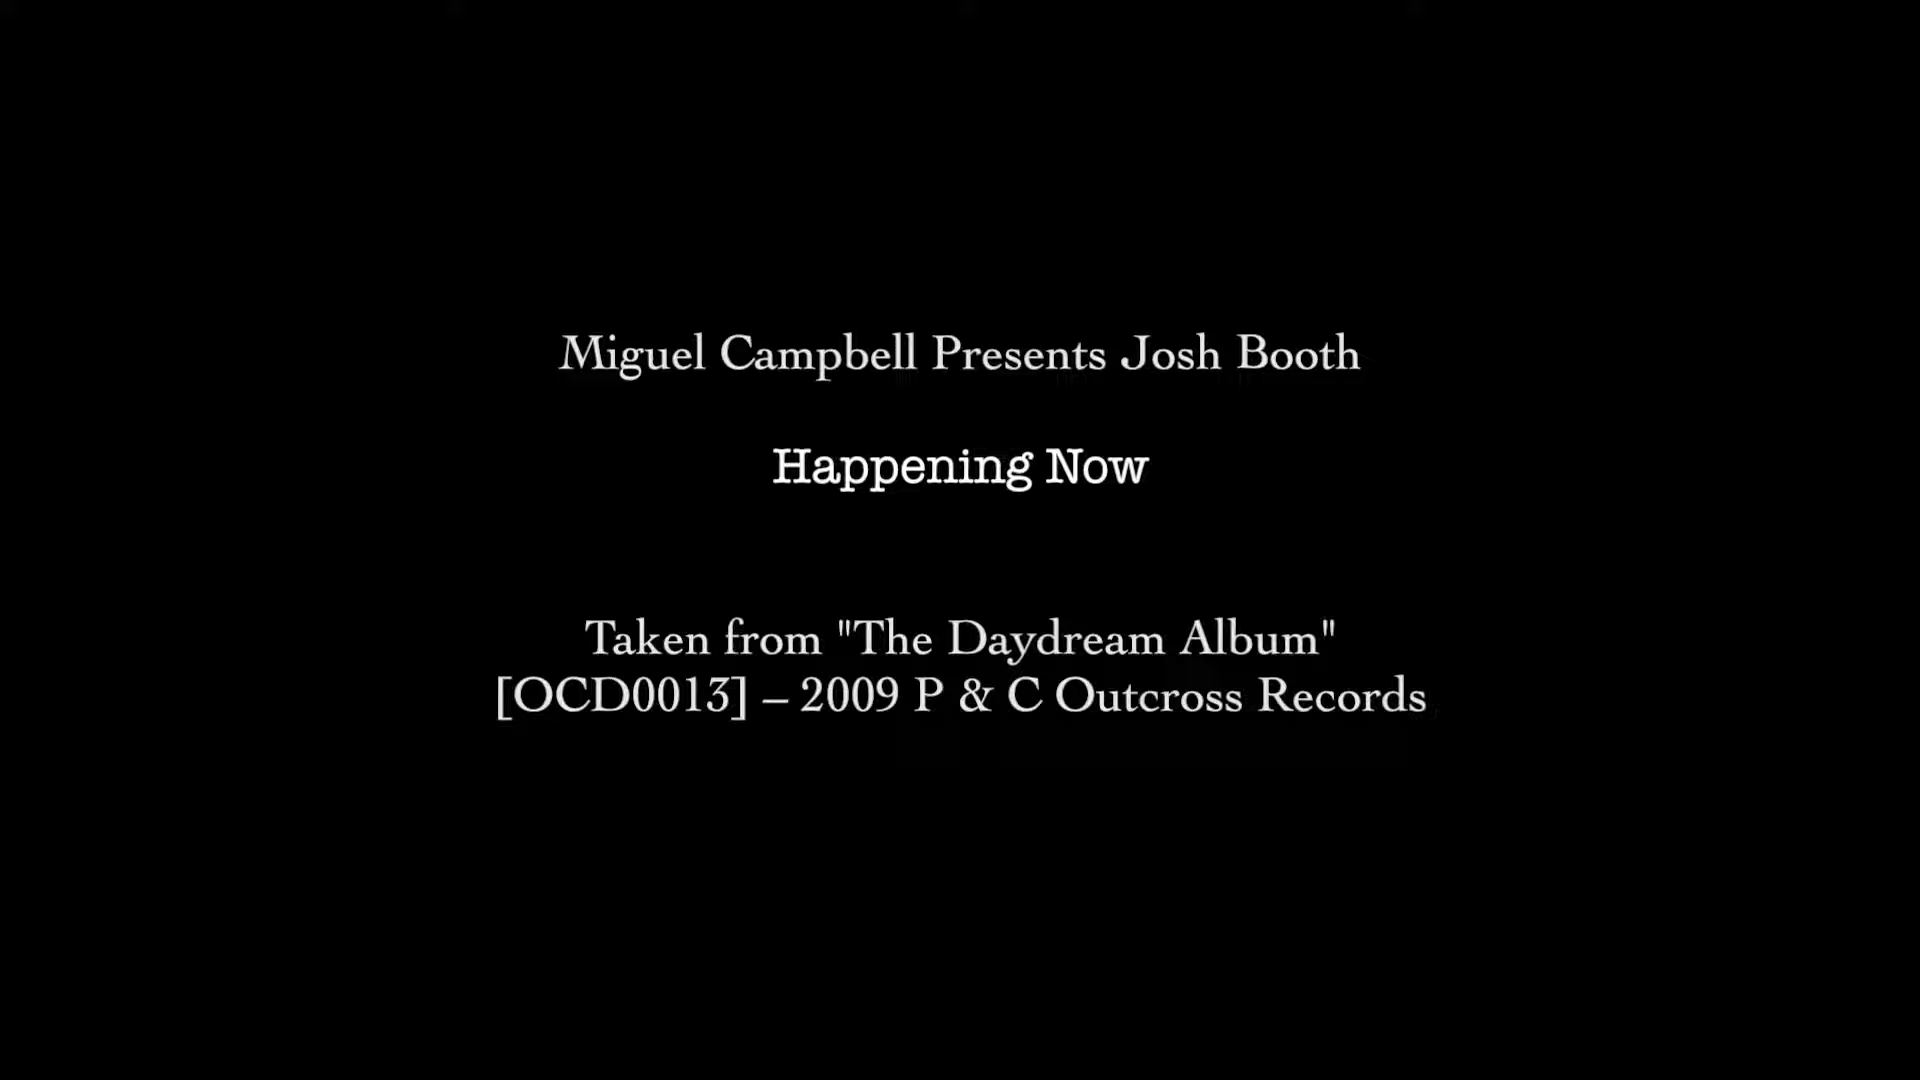 Miguel Campbell Presents Josh Booth
Happening Now
Taken from "The Daydream Album"
[OCD0013] – 2009 P & C Outcross Records